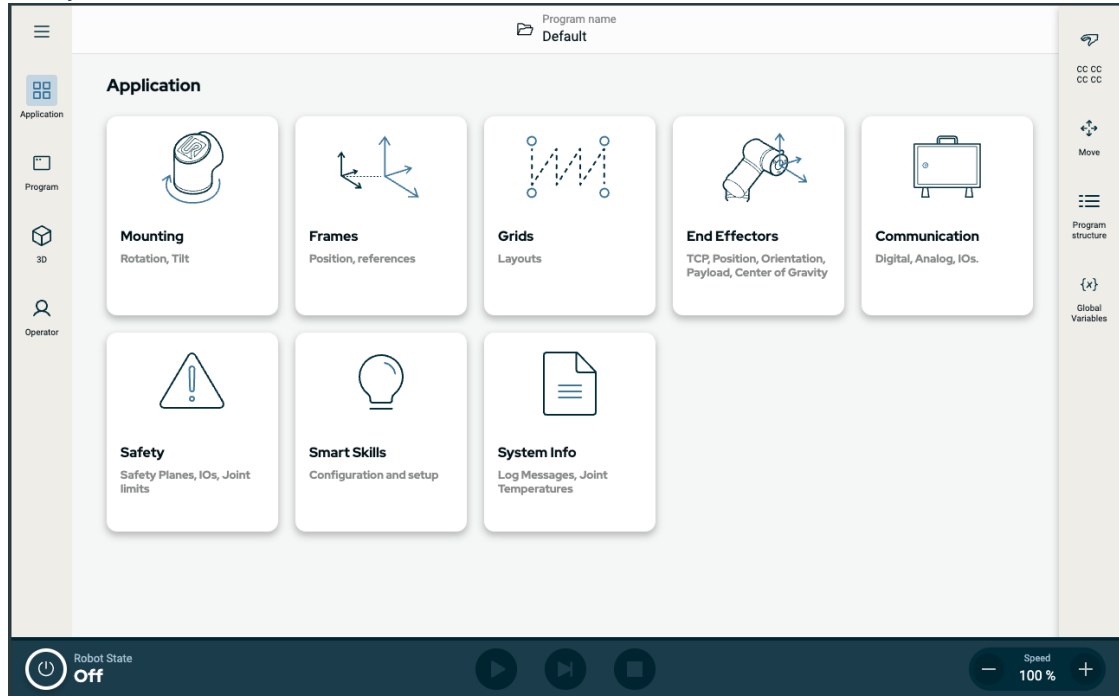 Program name
Default
Application
Application
Program
3D
Operator
Mounting
Rotation, Tilt
Frames
Position, references
Grids
Layouts
End Effectors
TCP, Position, Orientation,
Payload, Center of Gravity
Communication
Digital, Analog, IOs.
Safety
Safety Planes, IOs, Joint
limits
Smart Skills
Configuration and setup
System Info
Log Messages, Joint
Temperatures
CC CC
CC CC
Move
Program
structure
{x}
Global
Variables
Robot State
Off
Speed
100 %